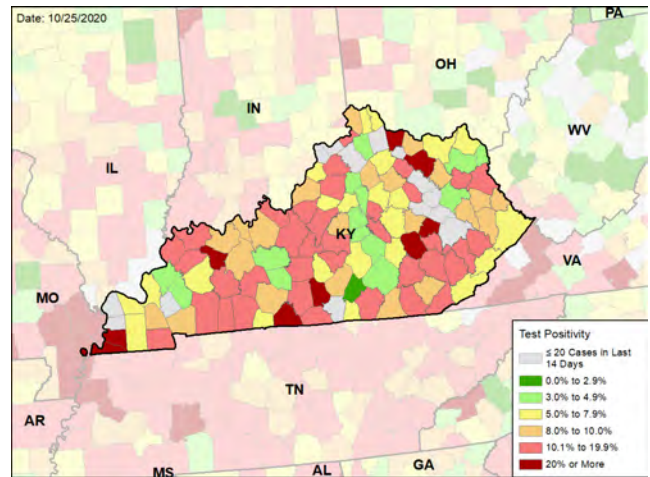 Date: 10/25/2020
PA
OH
IN
WV
IL
KY
VA
MO
Test Positivity
≤ 20 Cases in Last
14 Days
0.0% to 2.9%
3.0% to 4.9%
5.0% to 7.9%
8.0% to 10.0%
10.1% to 19.9%
20% or More
TN
AR
MS
AL
GA